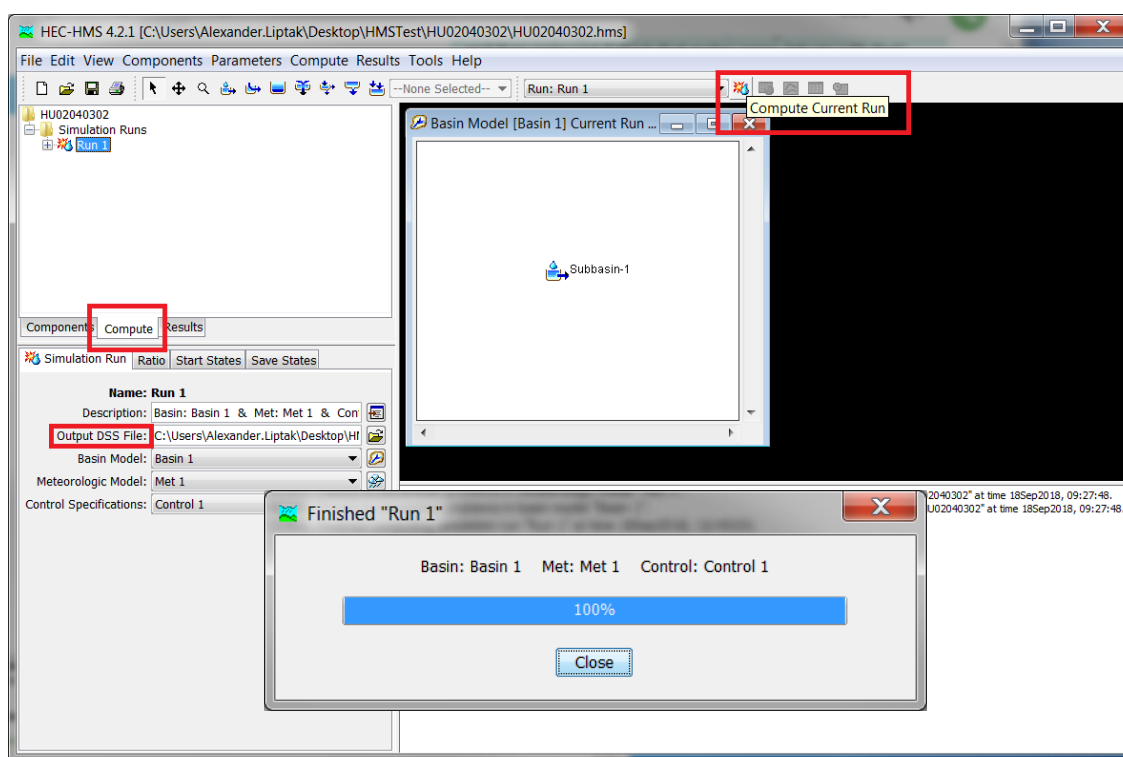 HEC-HMS 4.2.1 [C:\Users\Alexander.Liptak\Desktop\HMSTest\HU02040302\HU02040302.hms]
File Edit View Components Parameters Compute Results Tools Help
--None Selected-- Run: Run 1
Compute Current Run
HU02040302
Simulation Runs
Run 1
Basin Model [Basin 1] Current Run ...
Subbasin-1
Components Compute Results
Simulation Run Ratio Start States Save States
Name: Run 1
Description: Basin: Basin 1 & Met: Met 1 & Con
Output DSS File: C:\Users\Alexander.Liptak\Desktop\H
Basin Model: Basin 1
Meteorologic Model: Met 1
Control Specifications: Control 1
2040302" at time 18Sep2018, 09:27:48.
U02040302" at time 18Sep2018, 09:27:48.
Finished "Run 1"
Basin: Basin 1 Met: Met 1 Control: Control 1
100%
Close